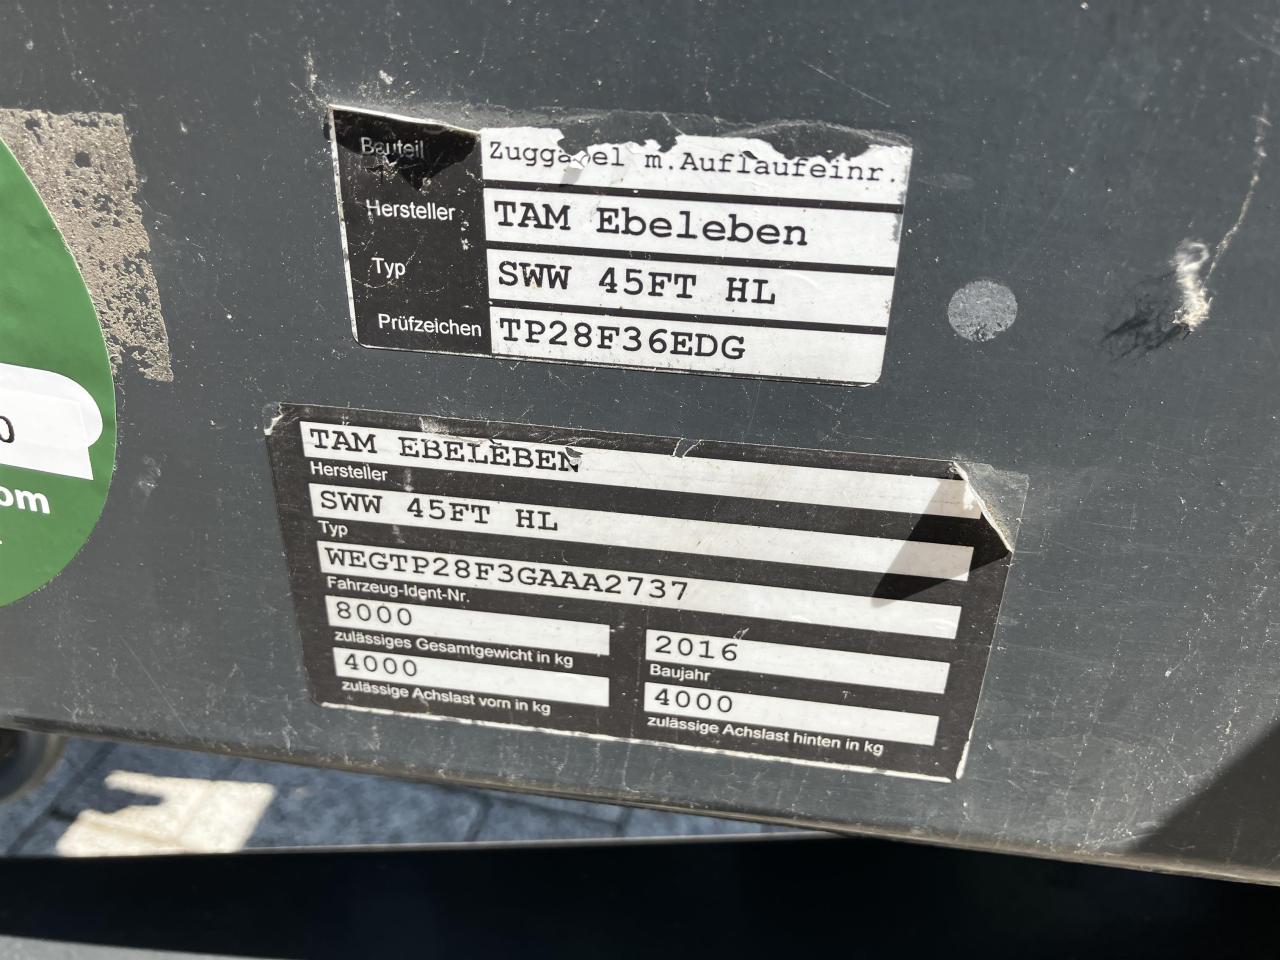 Bauteil Zuggabel m.Auflaufeinr.
Hersteller TAM Ebeleben
Typ SWW 45FT HL
Prüfzeichen TP28F36EDG
TAM EBELEBEN
Hersteller
SWW 45FT HL
Typ
WEGTP28F3GAAA2737
Fahrzeug-Ident-Nr.
8000 2016
zulässiges Gesamtgewicht in kg Baujahr
4000 4000
zulässige Achslast vorn in kg zulässige Achslast hinten in kg
0
om